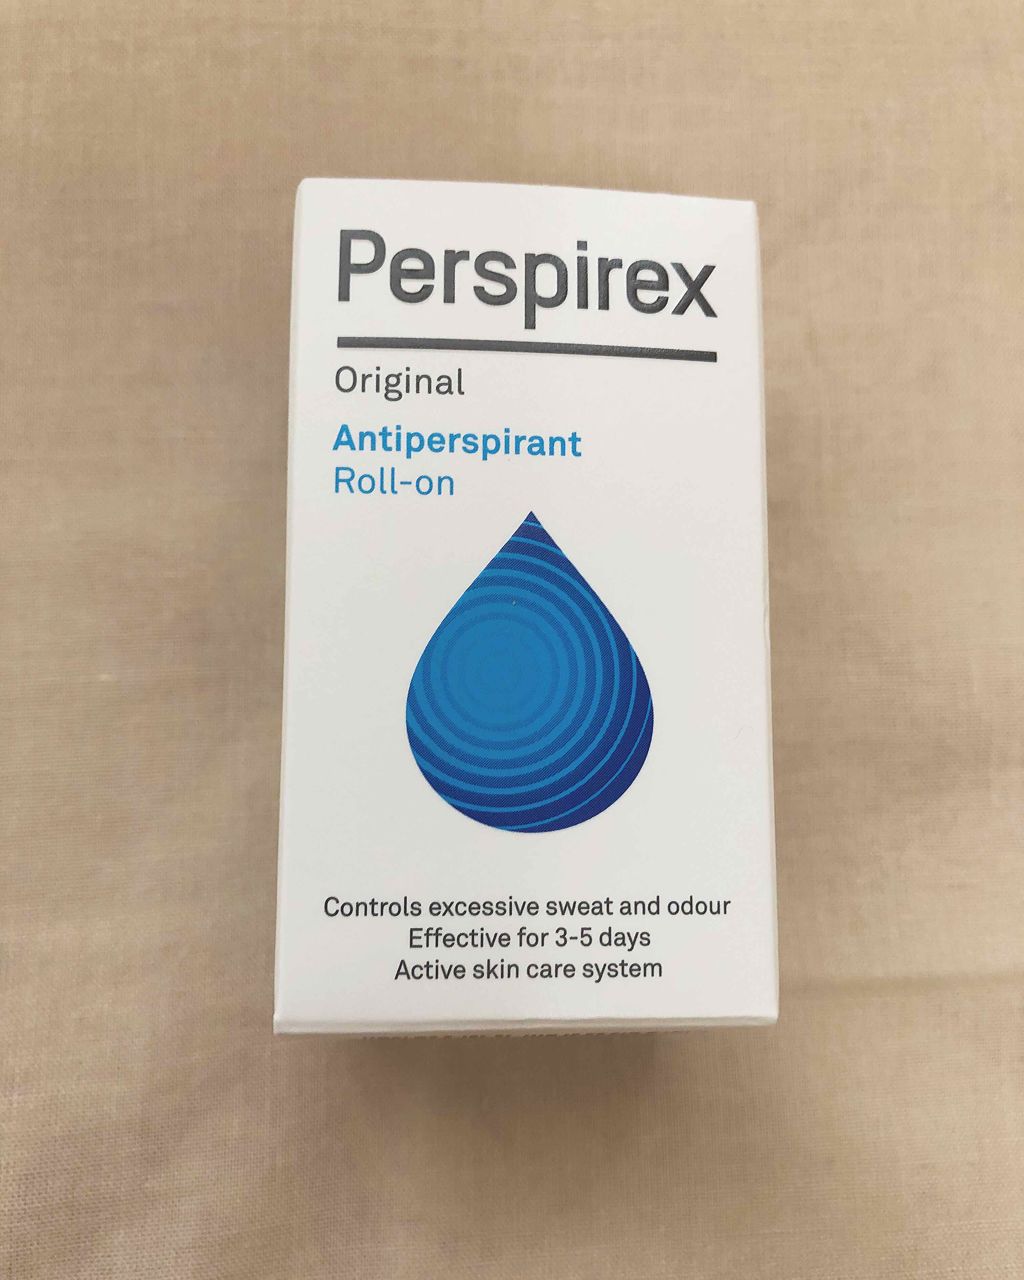 Perspirex
Original
Antiperspirant
Roll-on
Controls excessive sweat and odour
Effective for 3-5 days
Active skin care system